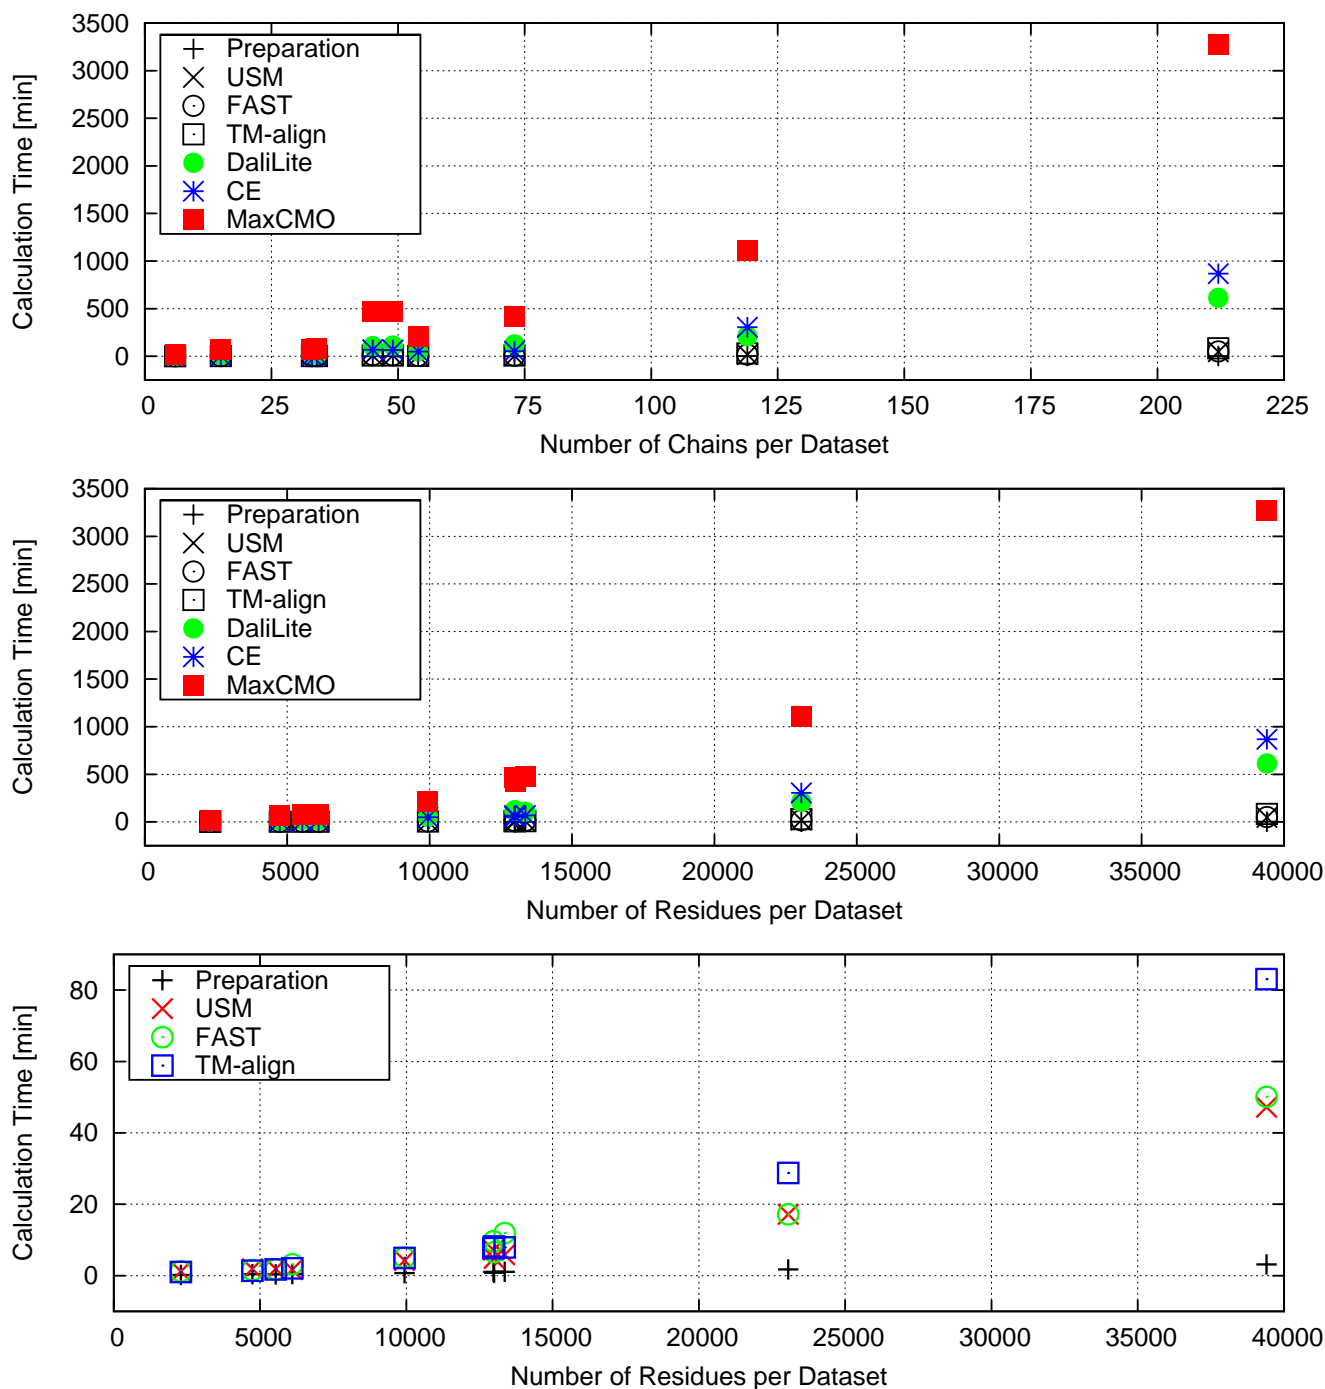 3500
3000
2500
2000
1500
1000
500
0
Calculation Time [min]
Preparation
USM
FAST
TM-align
DaliLite
CE
MaxCMO
0 25 50 75 100 125 150 175 200 225
Number of Chains per Dataset
3500
3000
2500
2000
1500
1000
500
0
Calculation Time [min]
Preparation
USM
FAST
TM-align
DaliLite
CE
MaxCMO
0 5000 10000 15000 20000 25000 30000 35000 40000
Number of Residues per Dataset
80
60
40
20
0
Calculation Time [min]
Preparation
USM
FAST
TM-align
0 5000 10000 15000 20000 25000 30000 35000 40000
Number of Residues per Dataset